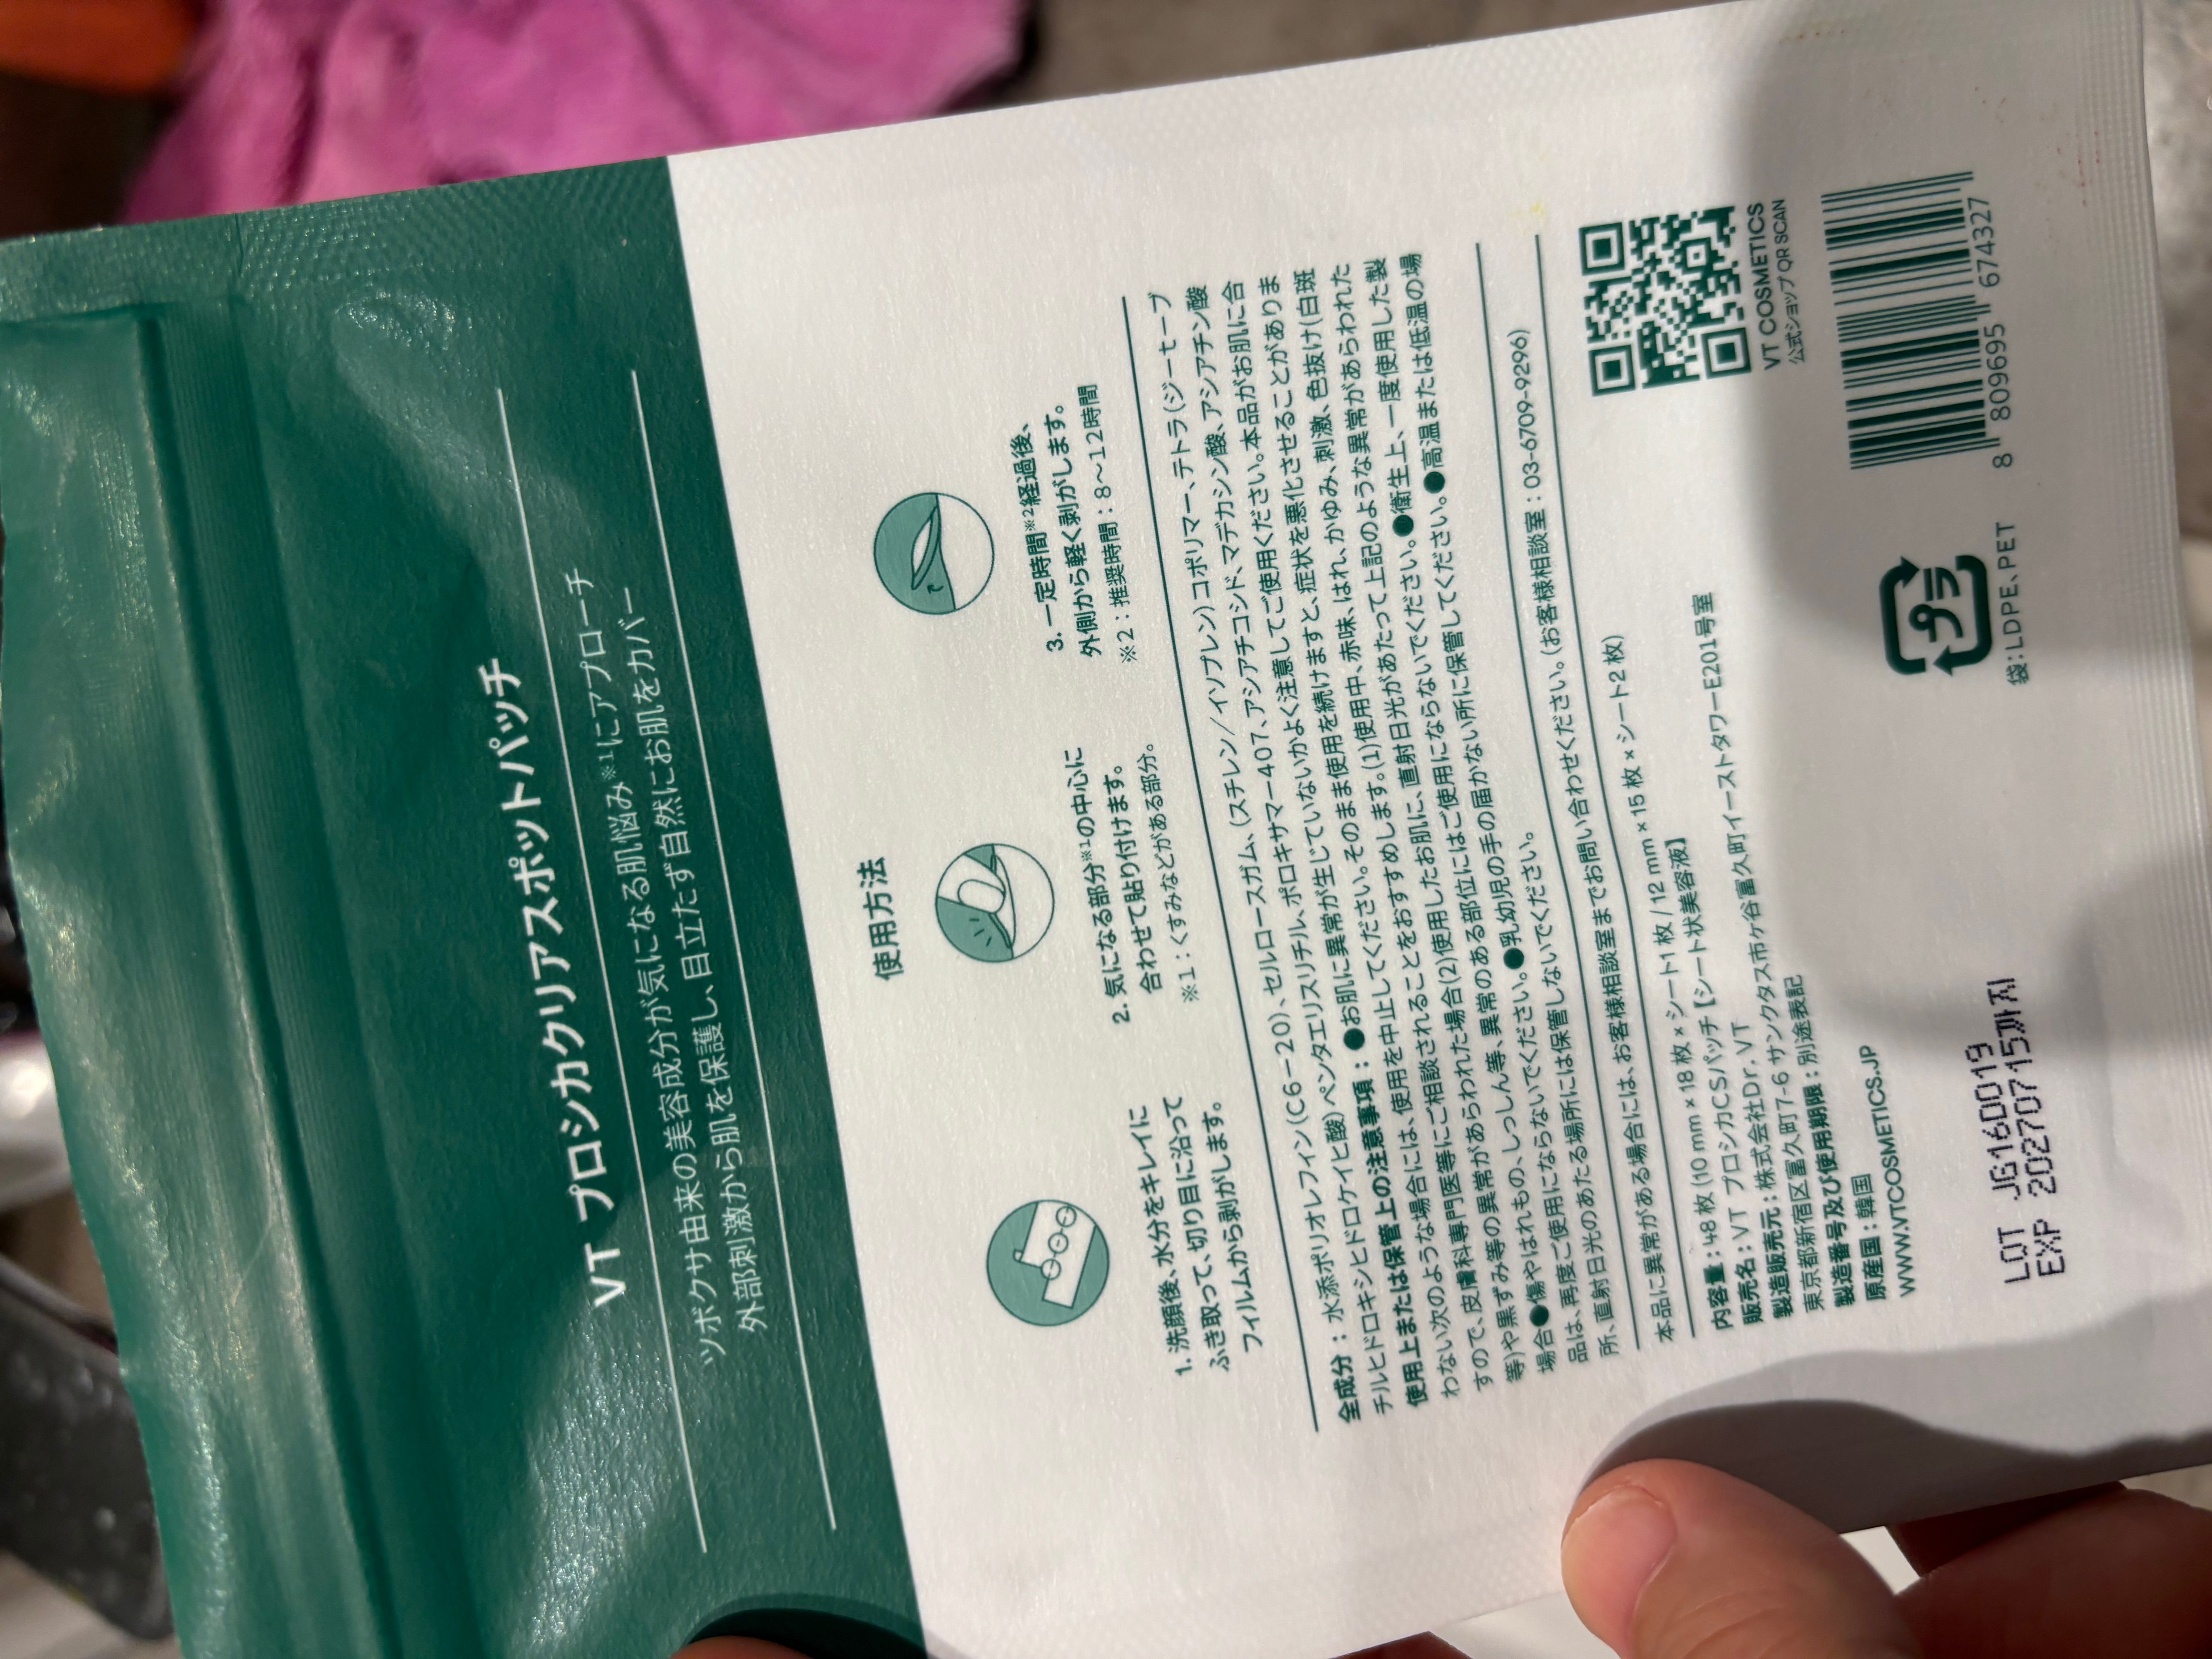 VT プロシカクリアスポットパッチ
ツボクサ由来の美容成分が気になる肌悩み※1にアプローチ
外部刺激から肌を保護し、目立たず自然にお肌をカバー
使用方法
1. 洗顔後、水分をキレイに
ふき取って、切り目に沿って
フィルムから剥がします。
2. 気になる部分※1の中心に
合わせて貼り付けます。
※1：くすみなどがある部分。
3. 一定時間※2経過後、
外側から軽く剥がします。
※2：推奨時間：8〜12時間
全成分：水添ポリオレフィン(C6-20)、セルロースガム、(スチレン/イソプレン)コポリマー、テトラ(ジ-t-ブ
チルヒドロキシヒドロケイヒ酸)ペンタエリスリチル、ポロキサマー407、アシアチコシド、マデカシン酸、アシアチン酸
使用上または保管上の注意事項：●お肌に異常が生じていないかよく注意してご使用ください。本品がお肌に合
わない次のような場合には、使用を中止してください。そのまま使用を続けますと、症状を悪化させることがありま
すので、皮膚科専門医等にご相談されることをおすすめします。(1)使用中、赤味、はれ、かゆみ、刺激、色抜け(白斑
等)や黒ずみ等の異常があらわれた場合(2)使用したお肌に、直射日光があたって上記のような異常があらわれた
場合●傷やはれもの、しっしん等、異常のある部位にはご使用にならないでください。●衛生上、一度使用した製
品は、再度ご使用にならないでください。●乳幼児の手の届かない所に保管してください。●高温または低温の場
所、直射日光のあたる場所には保管しないでください。
本品に異常がある場合には、お客様相談室までお問い合わせください。(お客様相談室：03-6709-9296)
内容量：48枚(10mm×18枚×シート1枚/12mm×15枚×シート2枚)
販売名：VT プロシカCSパッチ【シート状美容液】
製造販売元：株式会社Dr. VT
東京都新宿区富久町7-6 サンクタス市ヶ谷富久町イーストタワーE201号室
製造番号及び使用期限：別途表記
原産国：韓国
WWW.VTCOSMETICS.JP
VT COSMETICS
公式ショップ QR SCAN
8 809695 674327
プラ
袋：LDPE、PET
LOT JG16D019
EXP 20270715까지